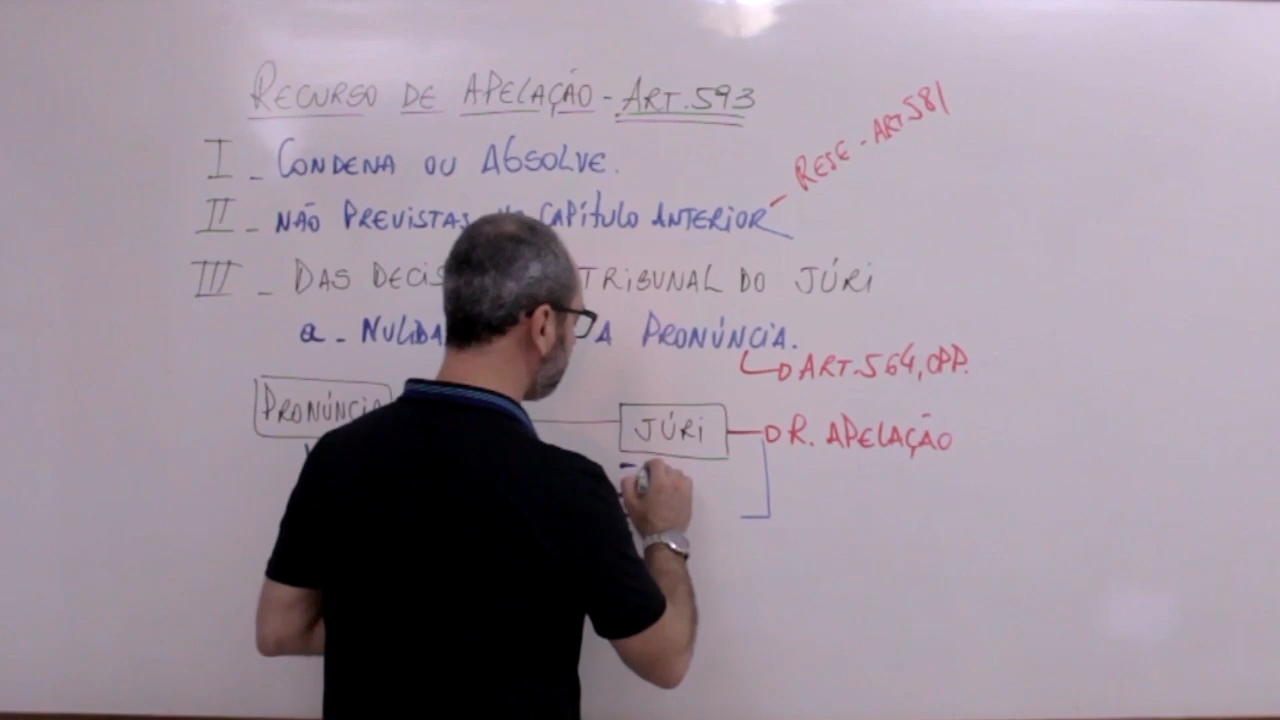 RECURSO DE APELAÇÃO - ART. 593
I - CONDENA OU ABSOLVE.
II - NÃO PREVISTAS CAPÍTULO ANTERIOR
RESE - ART 581
III - DAS DECIS TRIBUNAL DO JÚRI
a - NULIDA A PRONÚNCIA.
ART. 564, CPP.
PRONÚNCIA JÚRI R. APELAÇÃO